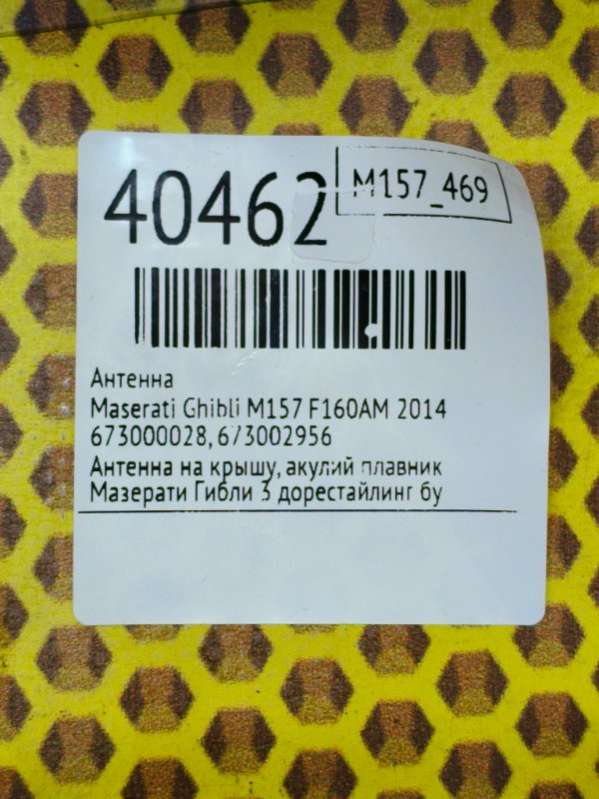 40462
M157_469
Антенна
Maserati Ghibli M157 F160AM 2014
673000028, 673002956
Антенна на крышу, акулий плавник
Мазерати Гибли 3 дорестайлинг бу